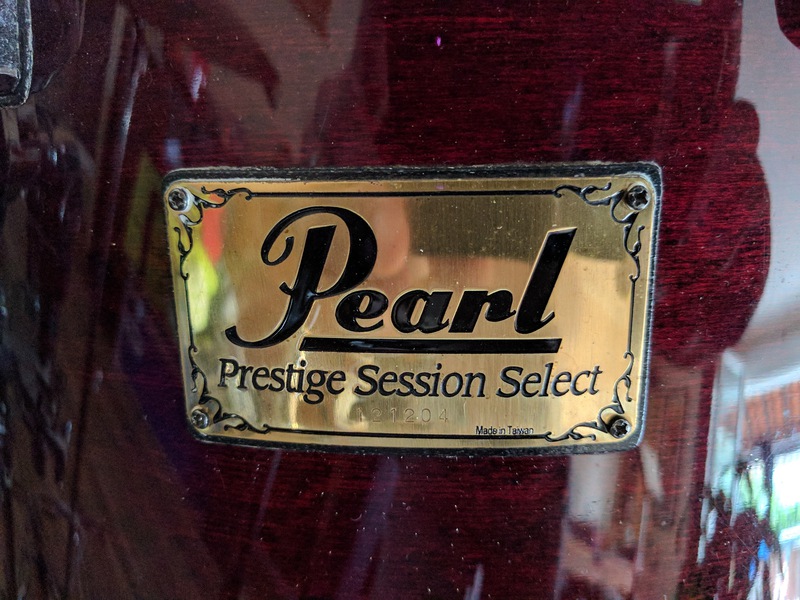 Pearl
Prestige Session Select
121204
Made in Taiwan